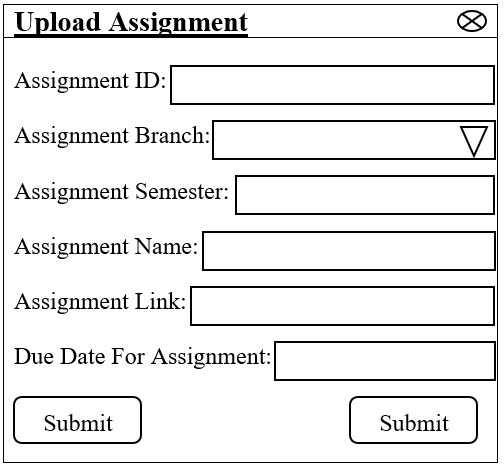 Upload Assignment
Assignment ID:
Assignment Branch:
Assignment Semester:
Assignment Name:
Assignment Link:
Due Date For Assignment:
Submit Submit